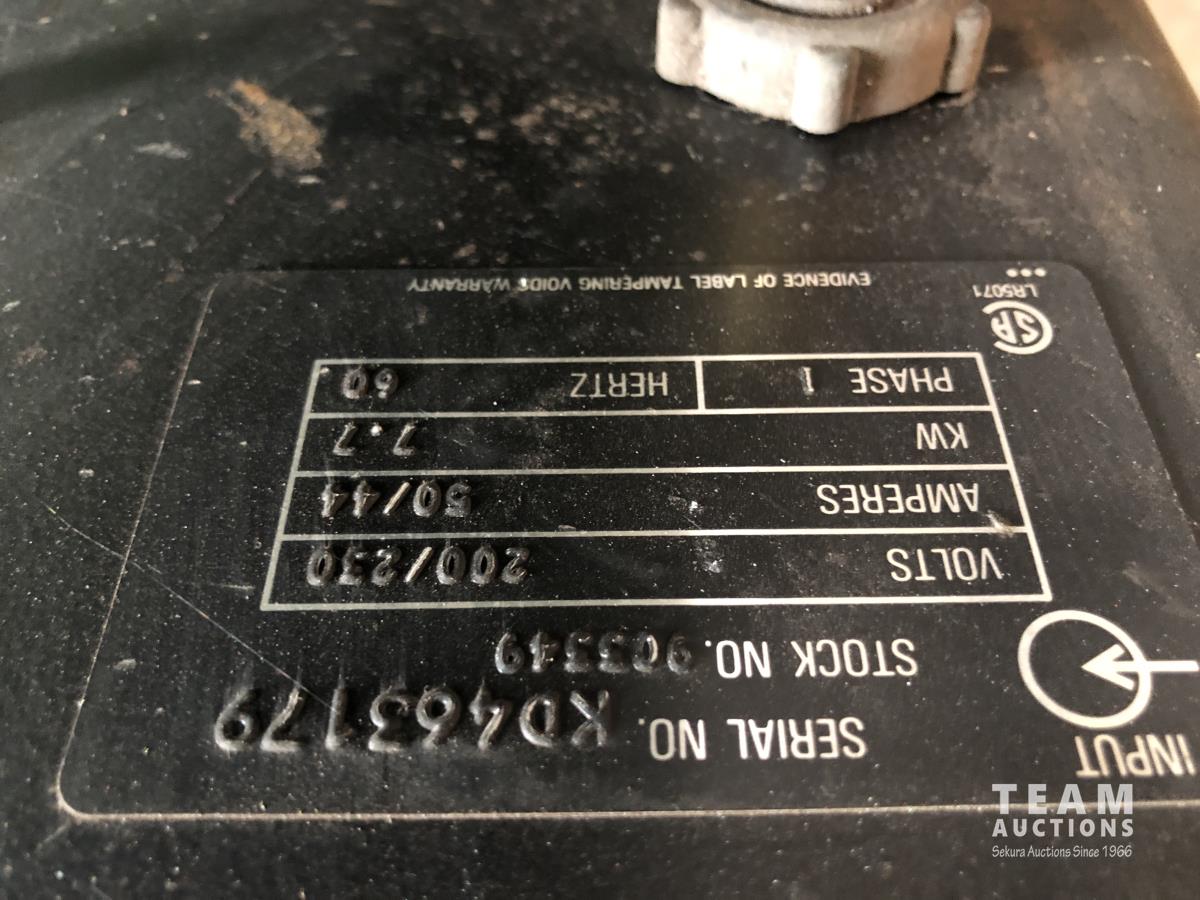 INPUT
SERIAL NO. KD463179
STOCK NO. 903349
VOLTS 200/230
AMPERES 50/44
KW 7.7
PHASE 1 HERTZ 60
SA
LR5071
EVIDENCE OF LABEL TAMPERING VOIDS WARRANTY
TEAM
AUCTIONS
Sekura Auctions Since 1966